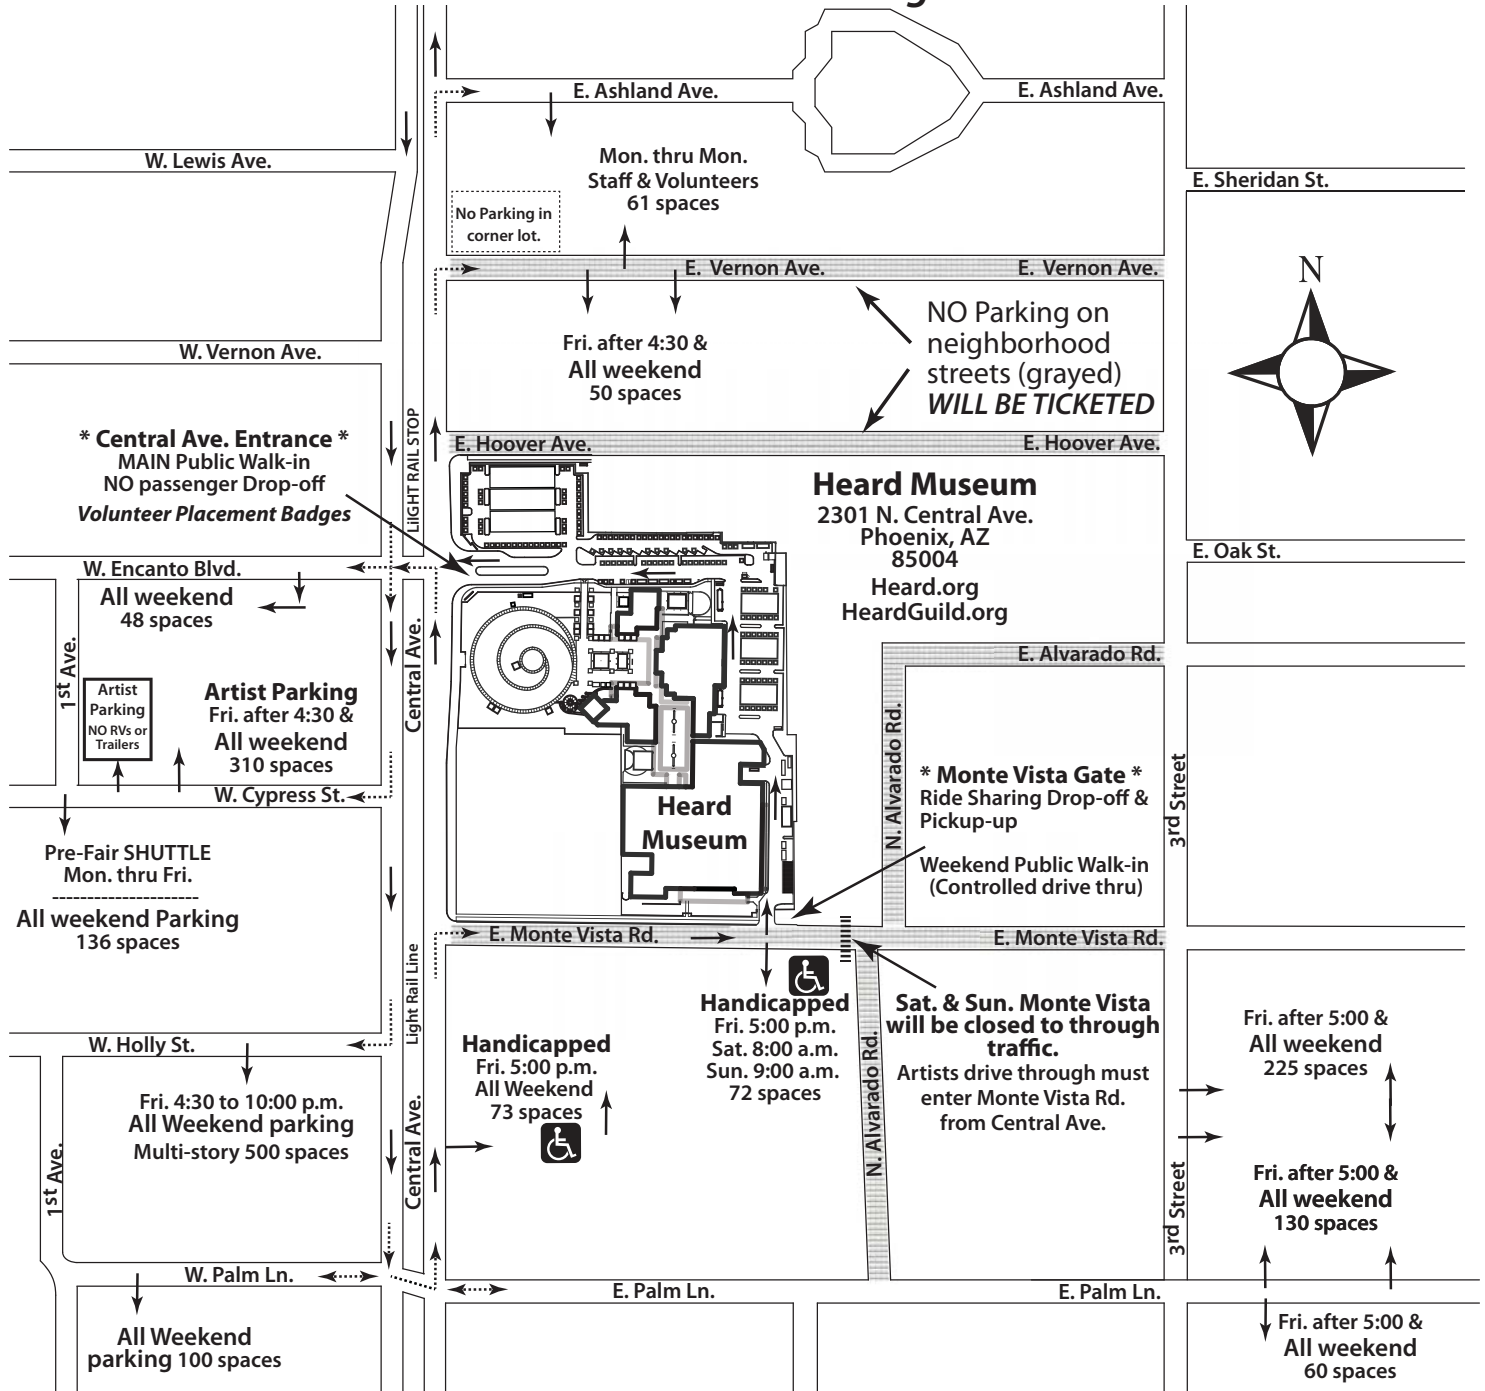 E. Ashland Ave.
E. Ashland Ave.
W. Lewis Ave.
Mon. thru Mon.
Staff & Volunteers
61 spaces
E. Sheridan St.
No Parking in
corner lot.
E. Vernon Ave.
E. Vernon Ave.
N
NO Parking on
neighborhood
streets (grayed)
WILL BE TICKETED
W. Vernon Ave.
Fri. after 4:30 &
All weekend
50 spaces
* Central Ave. Entrance *
MAIN Public Walk-in
NO passenger Drop-off
Volunteer Placement Badges
LiIGHT RAIL STOP
E. Hoover Ave.
E. Hoover Ave.
Heard Museum
2301 N. Central Ave.
Phoenix, AZ
85004
Heard.org
HeardGuild.org
E. Oak St.
W. Encanto Blvd.
All weekend
48 spaces
1st Ave.
Central Ave.
E. Alvarado Rd.
Artist
Parking
NO RVs or
Trailers
Artist Parking
Fri. after 4:30 &
All weekend
310 spaces
N. Alvarado Rd.
3rd Street
W. Cypress St.
Heard
Museum
* Monte Vista Gate *
Ride Sharing Drop-off &
Pickup-up
Weekend Public Walk-in
(Controlled drive thru)
Pre-Fair SHUTTLE
Mon. thru Fri.
-----------------------
All weekend Parking
136 spaces
E. Monte Vista Rd.
E. Monte Vista Rd.
Light Rail Line
W. Holly St.
Handicapped
Fri. 5:00 p.m.
All Weekend
73 spaces
Handicapped
Fri. 5:00 p.m.
Sat. 8:00 a.m.
Sun. 9:00 a.m.
72 spaces
Sat. & Sun. Monte Vista
will be closed to through
traffic.
Artists drive through must
enter Monte Vista Rd.
from Central Ave.
Fri. after 5:00 &
All weekend
225 spaces
Fri. 4:30 to 10:00 p.m.
All Weekend parking
Multi-story 500 spaces
1st Ave.
Central Ave.
N. Alvarado Rd.
3rd Street
Fri. after 5:00 &
All weekend
130 spaces
W. Palm Ln.
E. Palm Ln.
E. Palm Ln.
All Weekend
parking 100 spaces
Fri. after 5:00 &
All weekend
60 spaces